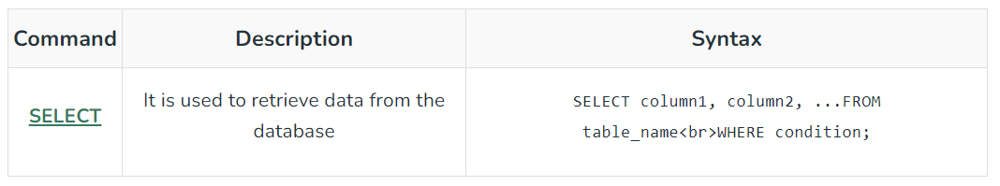 Command Description Syntax
SELECT It is used to retrieve data from the database SELECT column1, column2, ...FROM table_name<br>WHERE condition;